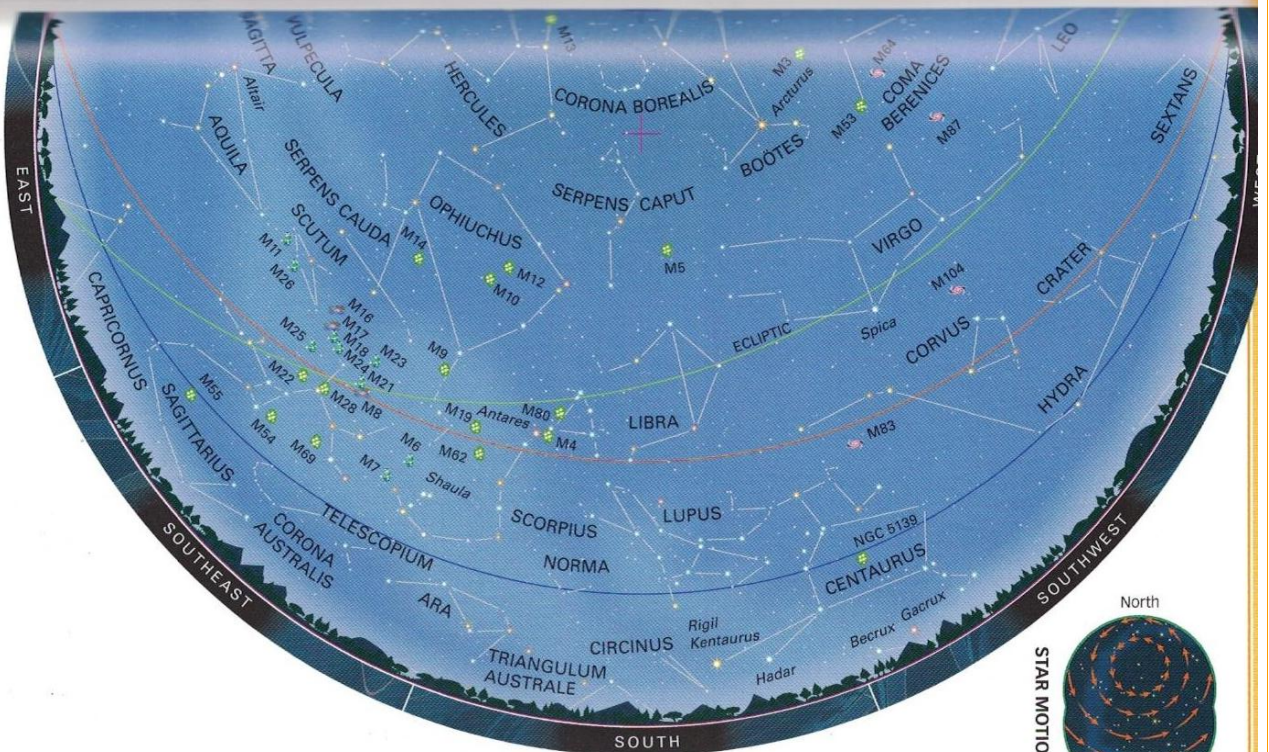 SAGITTA
VULPECULA
M13
M3
M64
LEO
Altair
HERCULES
CORONA BOREALIS
Arcturus
COMA
BERENICES
SEXTANS
M53
M87
AQUILA
BOÖTES
SERPENS CAUDA
SERPENS CAPUT
EAST
SCUTUM
OPHIUCHUS
VIRGO
M11
M14
M12
M5
M26
M10
M104
CRATER
CAPRICORNUS
M16
M17
M18
M24
M25
M23
M9
ECLIPTIC
Spica
CORVUS
M22
M21
M28
M8
HYDRA
M55
SAGITTARIUS
M19
Antares
M80
M4
LIBRA
M54
M69
M6
M62
M7
M83
Shaula
TELESCOPIUM
SCORPIUS
LUPUS
CORONA
AUSTRALIS
NORMA
NGC 5139
CENTAURUS
SOUTHEAST
SOUTHWEST
ARA
CIRCINUS
Rigil
Kentaurus
Becrux
Gacrux
North
TRIANGULUM
AUSTRALE
Hadar
SOUTH
STAR MOTIO